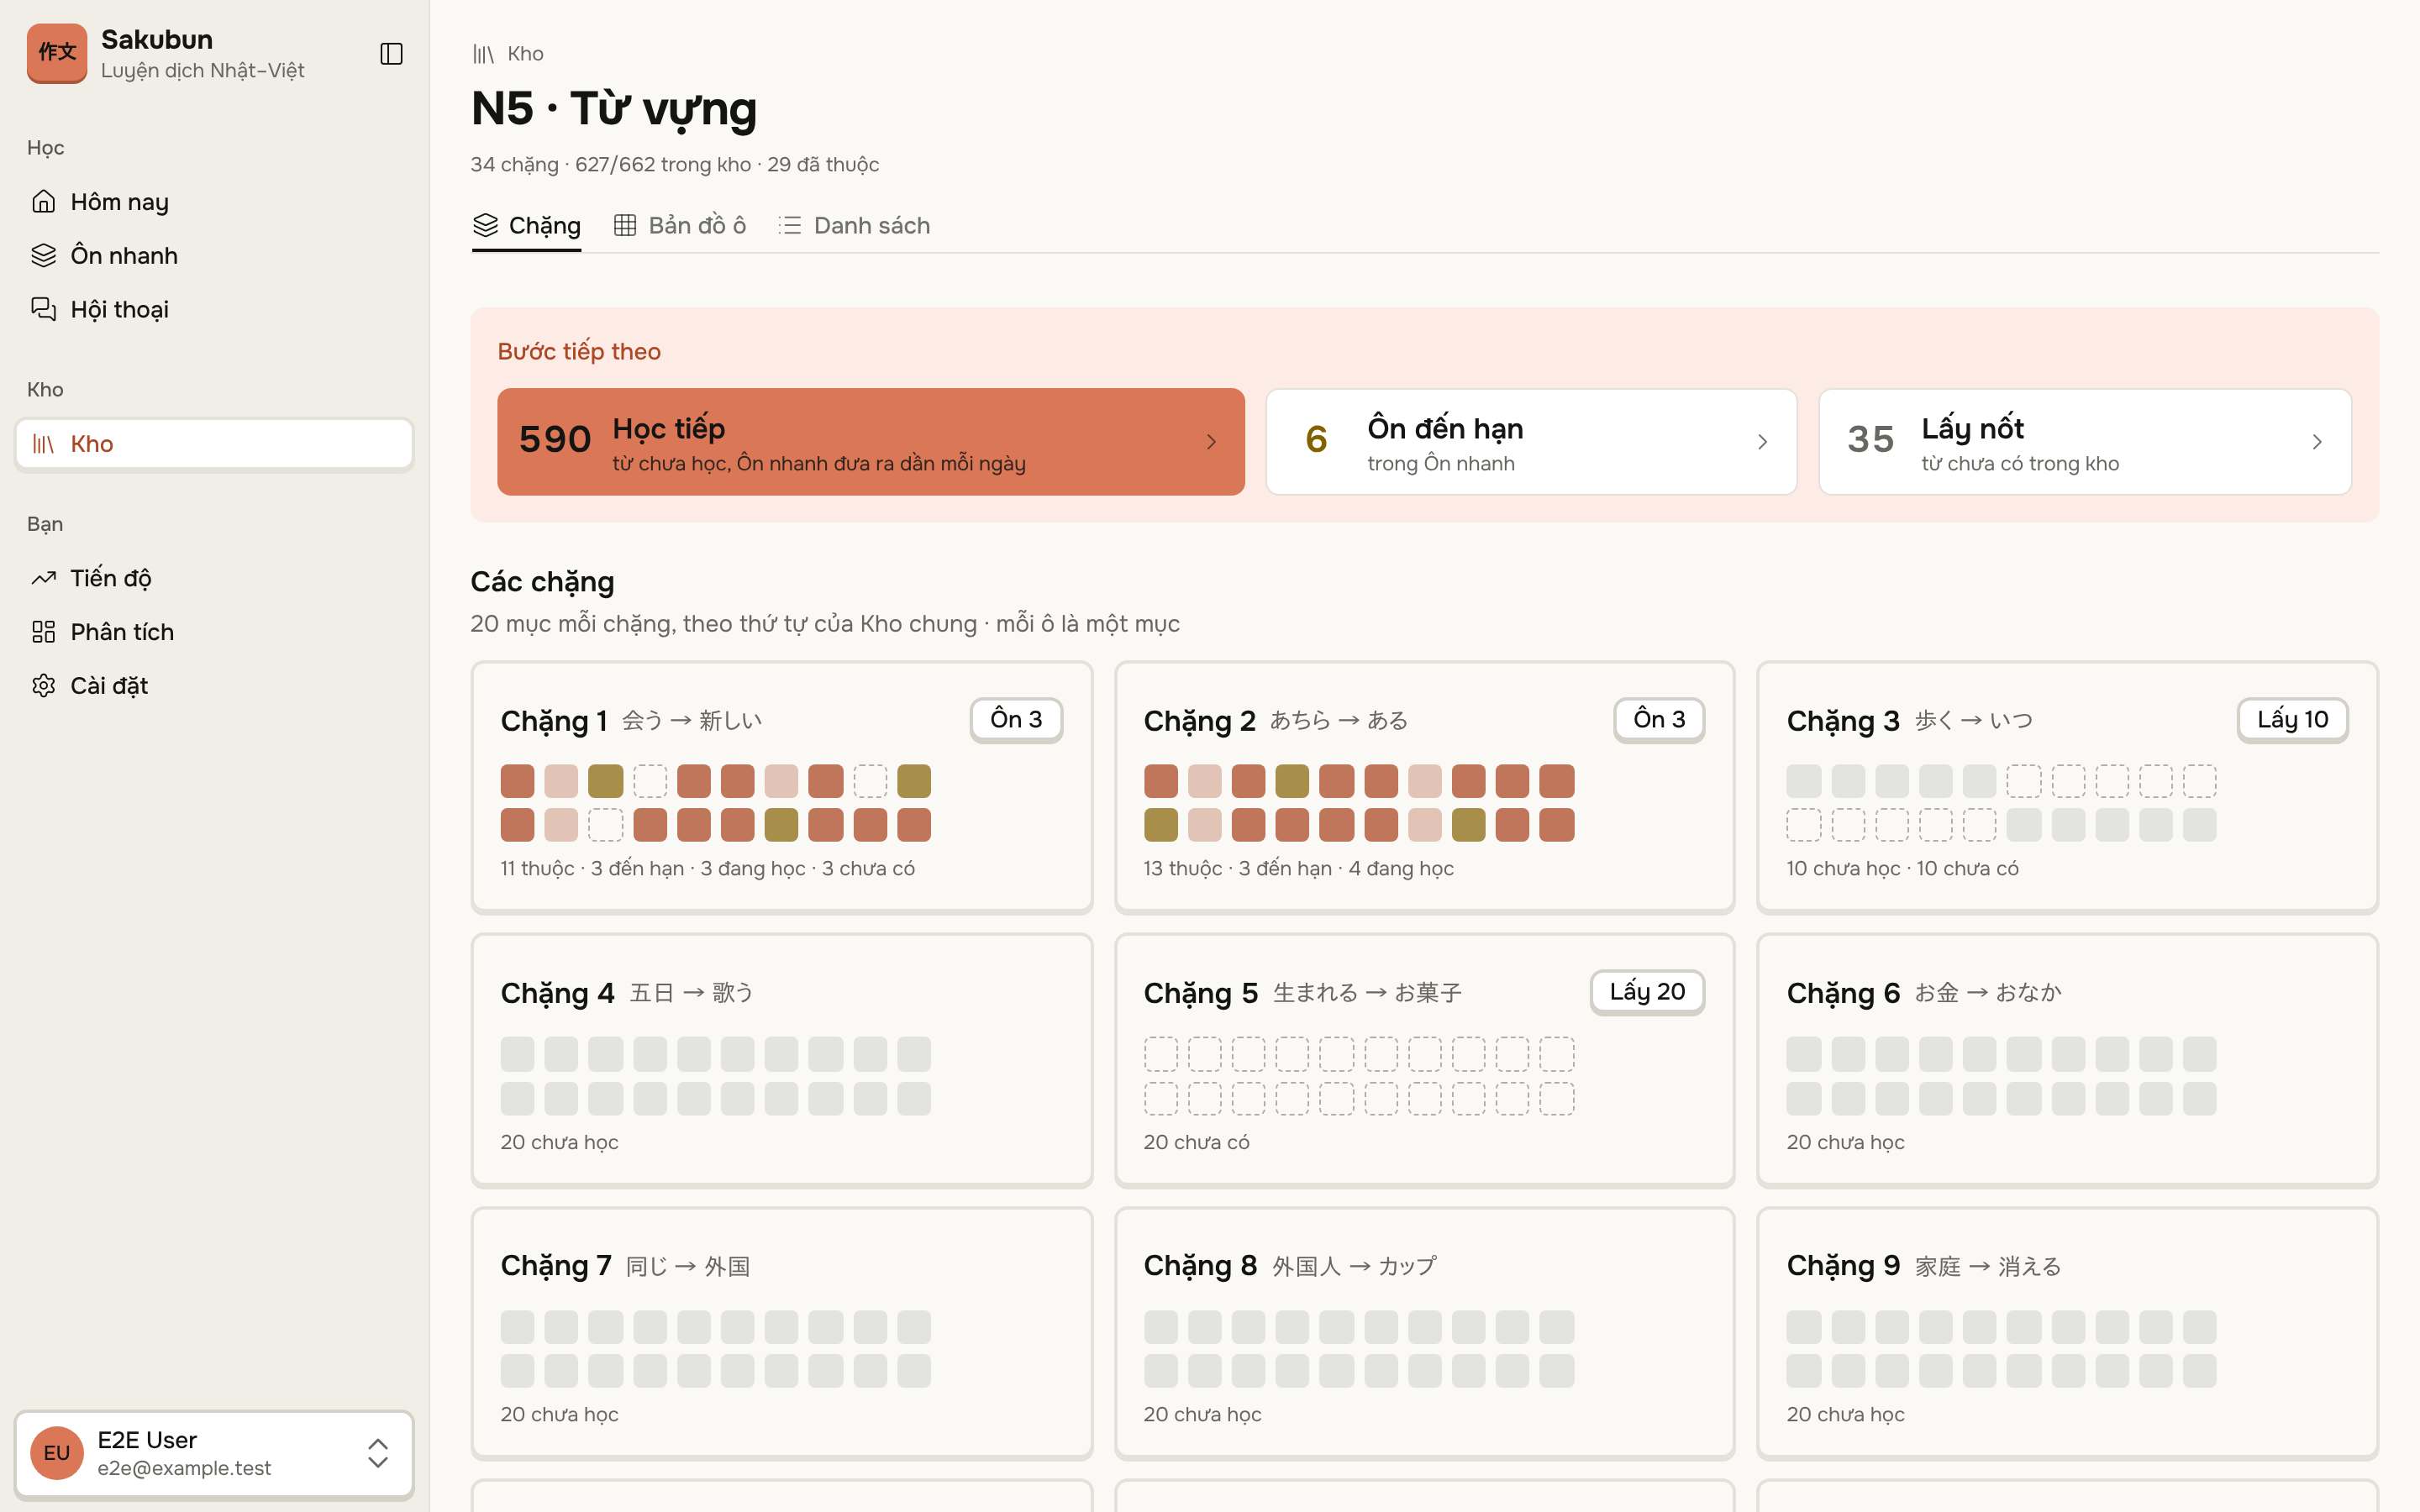 作文
Sakubun
Luyện dịch Nhật–Việt
Học
Hôm nay
Ôn nhanh
Hội thoại
Kho
Kho
Bạn
Tiến độ
Phân tích
Cài đặt
EU
E2E User
e2e@example.test
Kho
N5 · Từ vựng
34 chặng · 627/662 trong kho · 29 đã thuộc
Chặng
Bản đồ ô
Danh sách
Bước tiếp theo
590
Học tiếp
từ chưa học, Ôn nhanh đưa ra dần mỗi ngày
6
Ôn đến hạn
trong Ôn nhanh
35
Lấy nốt
từ chưa có trong kho
Các chặng
20 mục mỗi chặng, theo thứ tự của Kho chung · mỗi ô là một mục
Chặng 1 会う → 新しい
Ôn 3
11 thuộc · 3 đến hạn · 3 đang học · 3 chưa có
Chặng 2 あちら → ある
Ôn 3
13 thuộc · 3 đến hạn · 4 đang học
Chặng 3 歩く → いつ
Lấy 10
10 chưa học · 10 chưa có
Chặng 4 五日 → 歌う
20 chưa học
Chặng 5 生まれる → お菓子
Lấy 20
20 chưa có
Chặng 6 お金 → おなか
20 chưa học
Chặng 7 同じ → 外国
20 chưa học
Chặng 8 外国人 → カップ
20 chưa học
Chặng 9 家庭 → 消える
20 chưa học